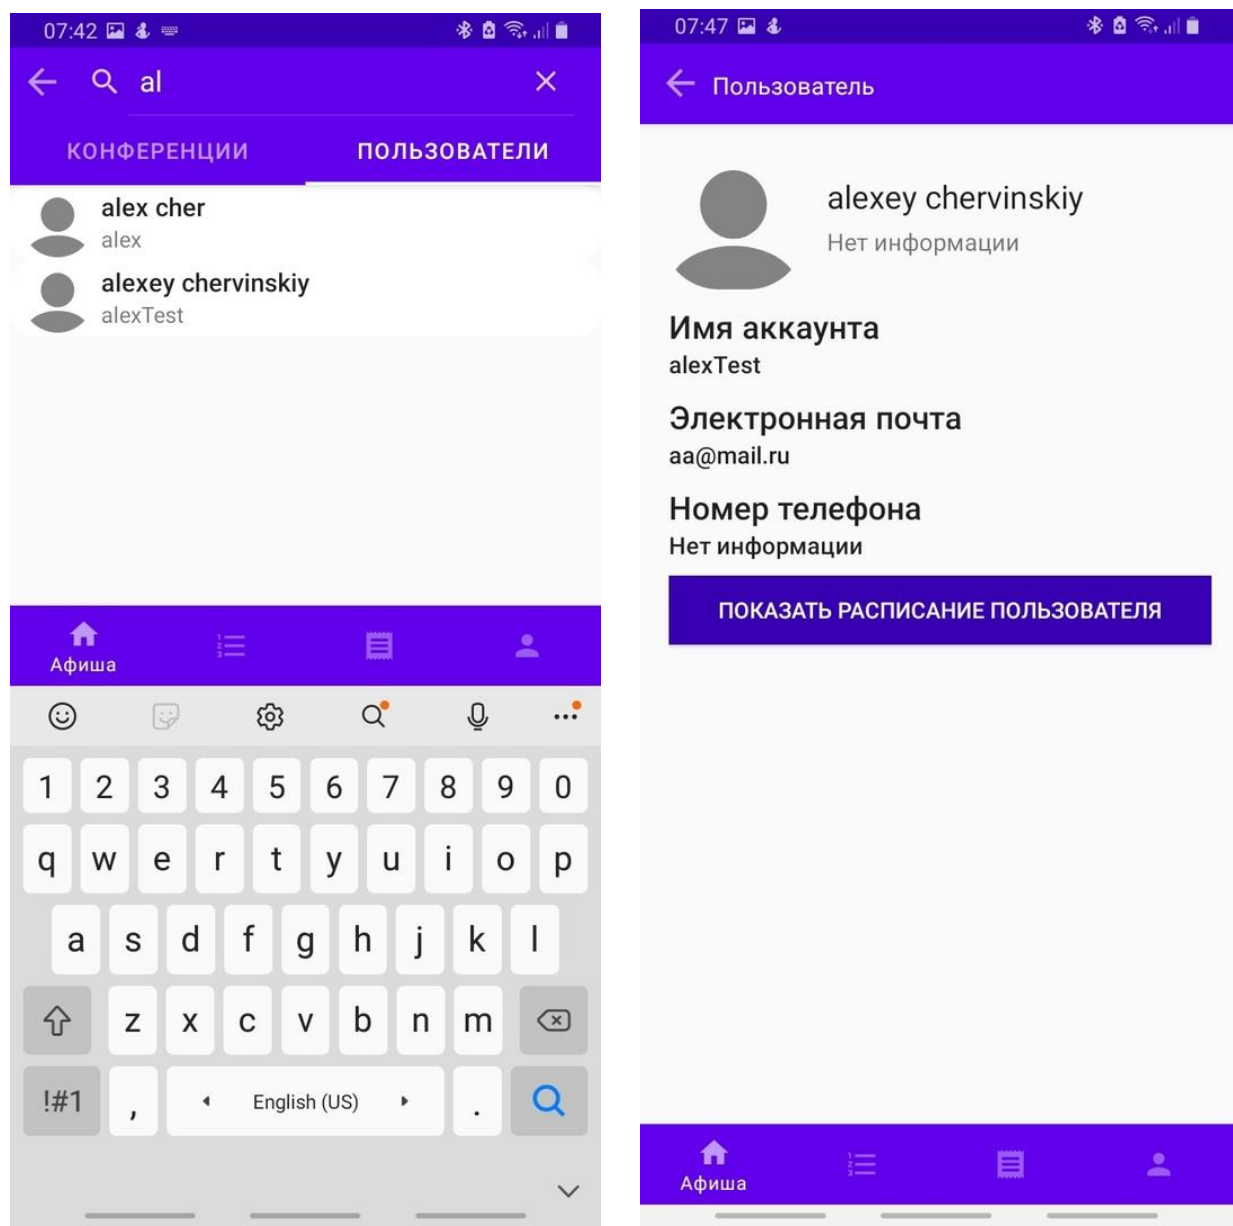 07:42
al
КОНФЕРЕНЦИИ ПОЛЬЗОВАТЕЛИ
alex cher
alex
alexey chervinskiy
alexTest
Афиша
1 2 3 4 5 6 7 8 9 0
q w e r t y u i o p
a s d f g h j k l
z x c v b n m
!#1 , English (US) .
07:47
Пользователь
alexey chervinskiy
Нет информации
Имя аккаунта
alexTest
Электронная почта
aa@mail.ru
Номер телефона
Нет информации
ПОКАЗАТЬ РАСПИСАНИЕ ПОЛЬЗОВАТЕЛЯ
Афиша